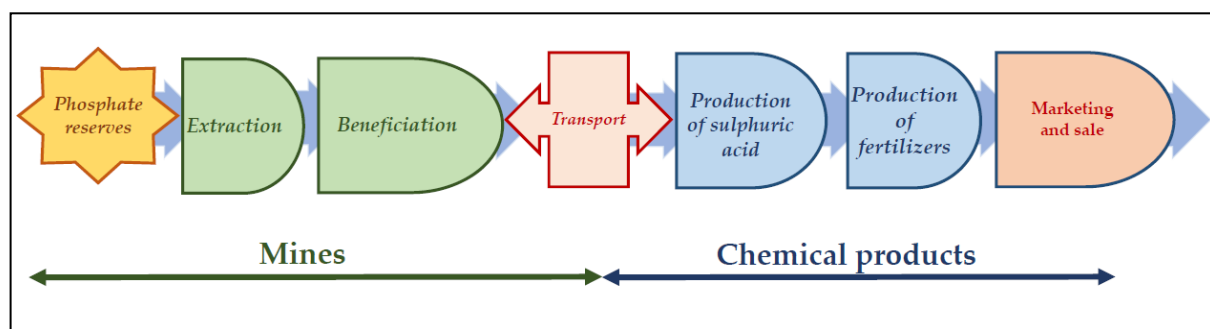 Phosphate
reserves
Extraction
Beneficiation
Transport
Production
of sulphuric
acid
Production
of
fertilizers
Marketing
and sale
Mines
Chemical products